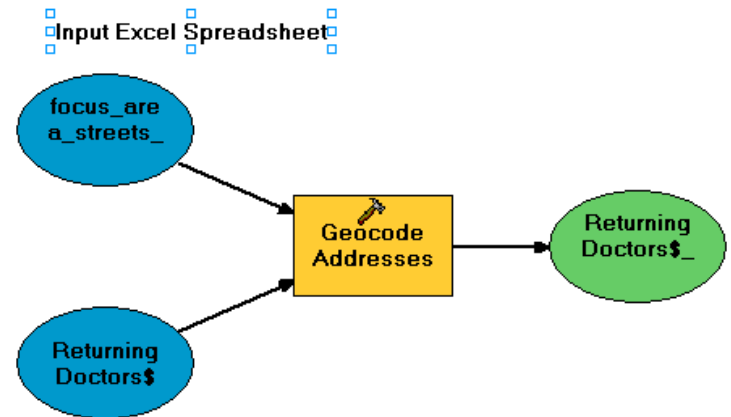 Input Excel Spreadsheet
focus_are
a_streets_
Geocode
Addresses
Returning
Doctors$_
Returning
Doctors$